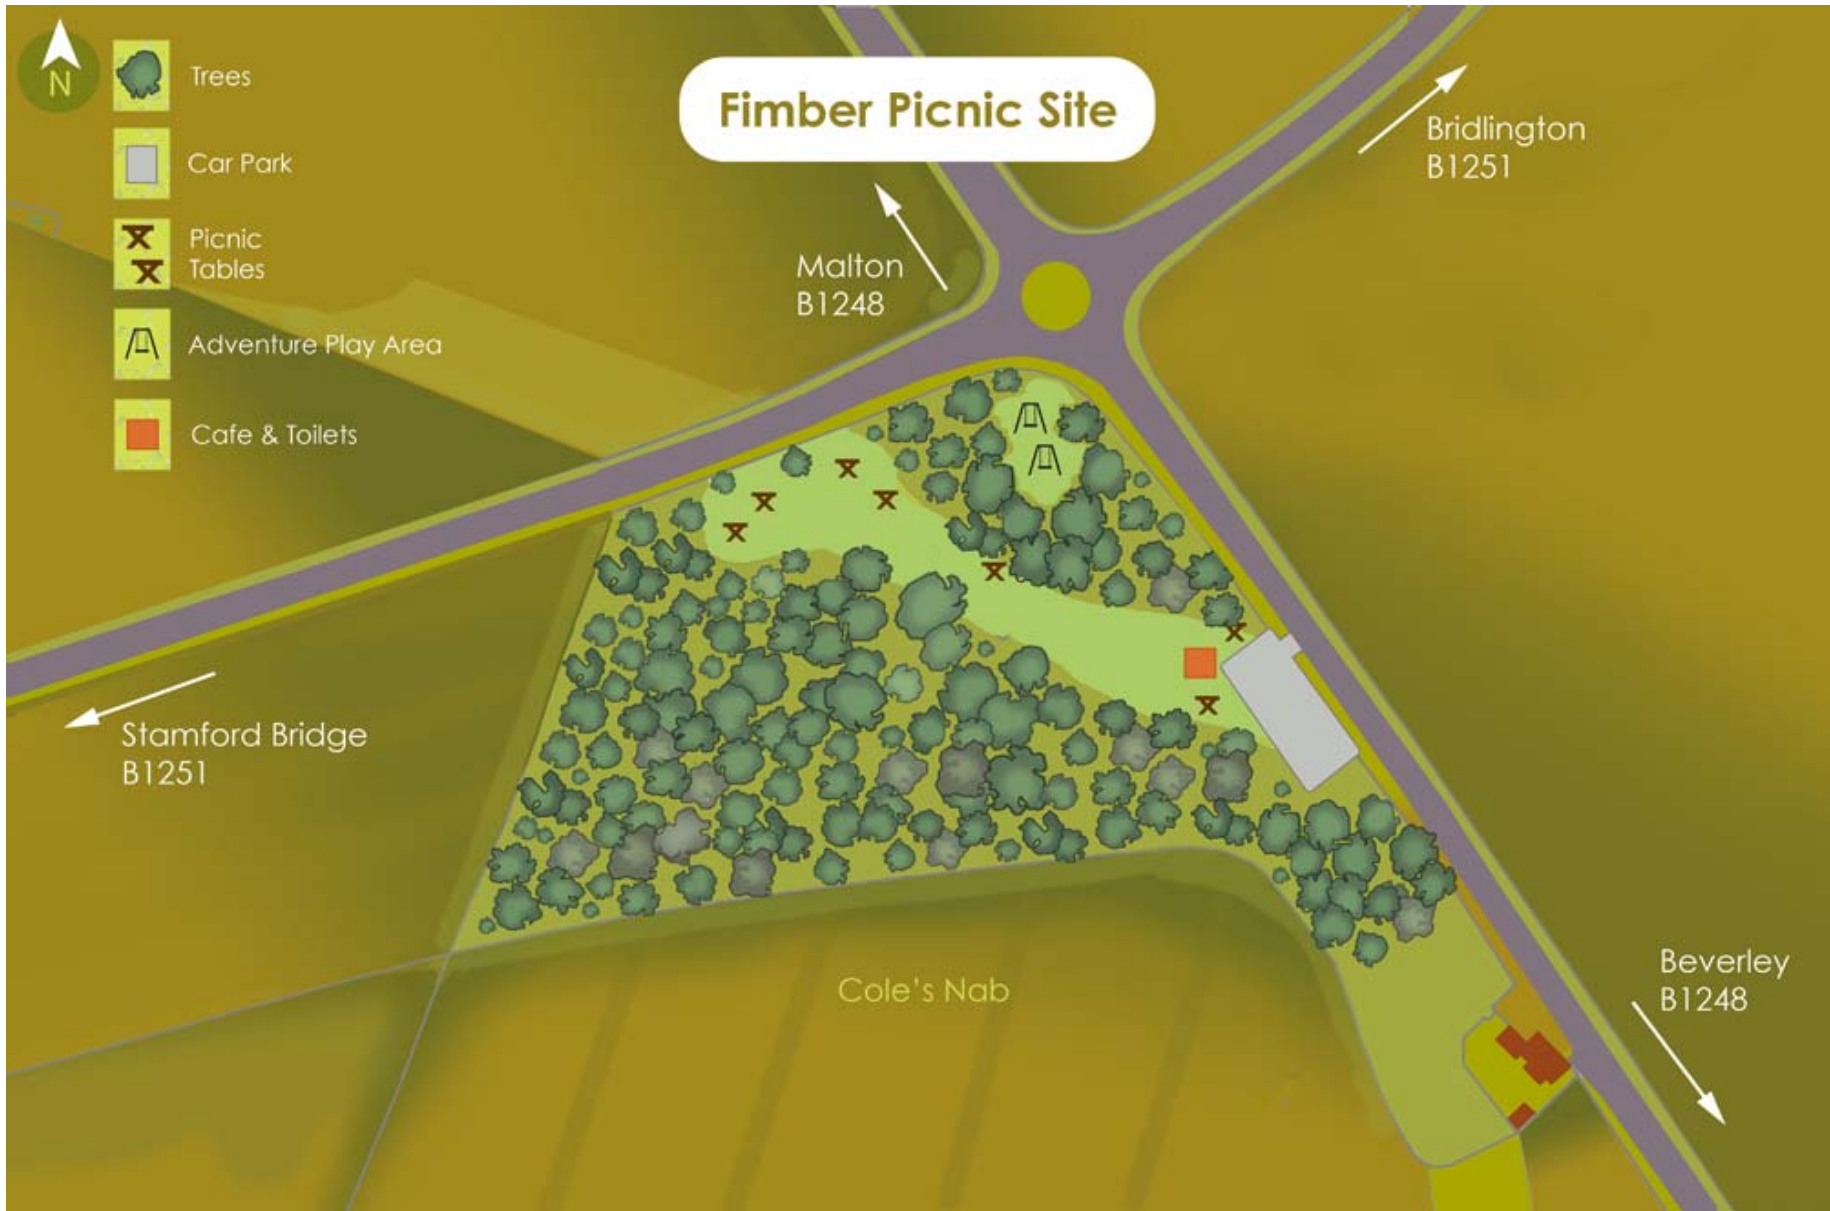 Fimber Picnic Site
N
Trees
Car Park
Picnic
Tables
Adventure Play Area
Cafe & Toilets
Bridlington
B1251
Malton
B1248
Stamford Bridge
B1251
Cole's Nab
Beverley
B1248